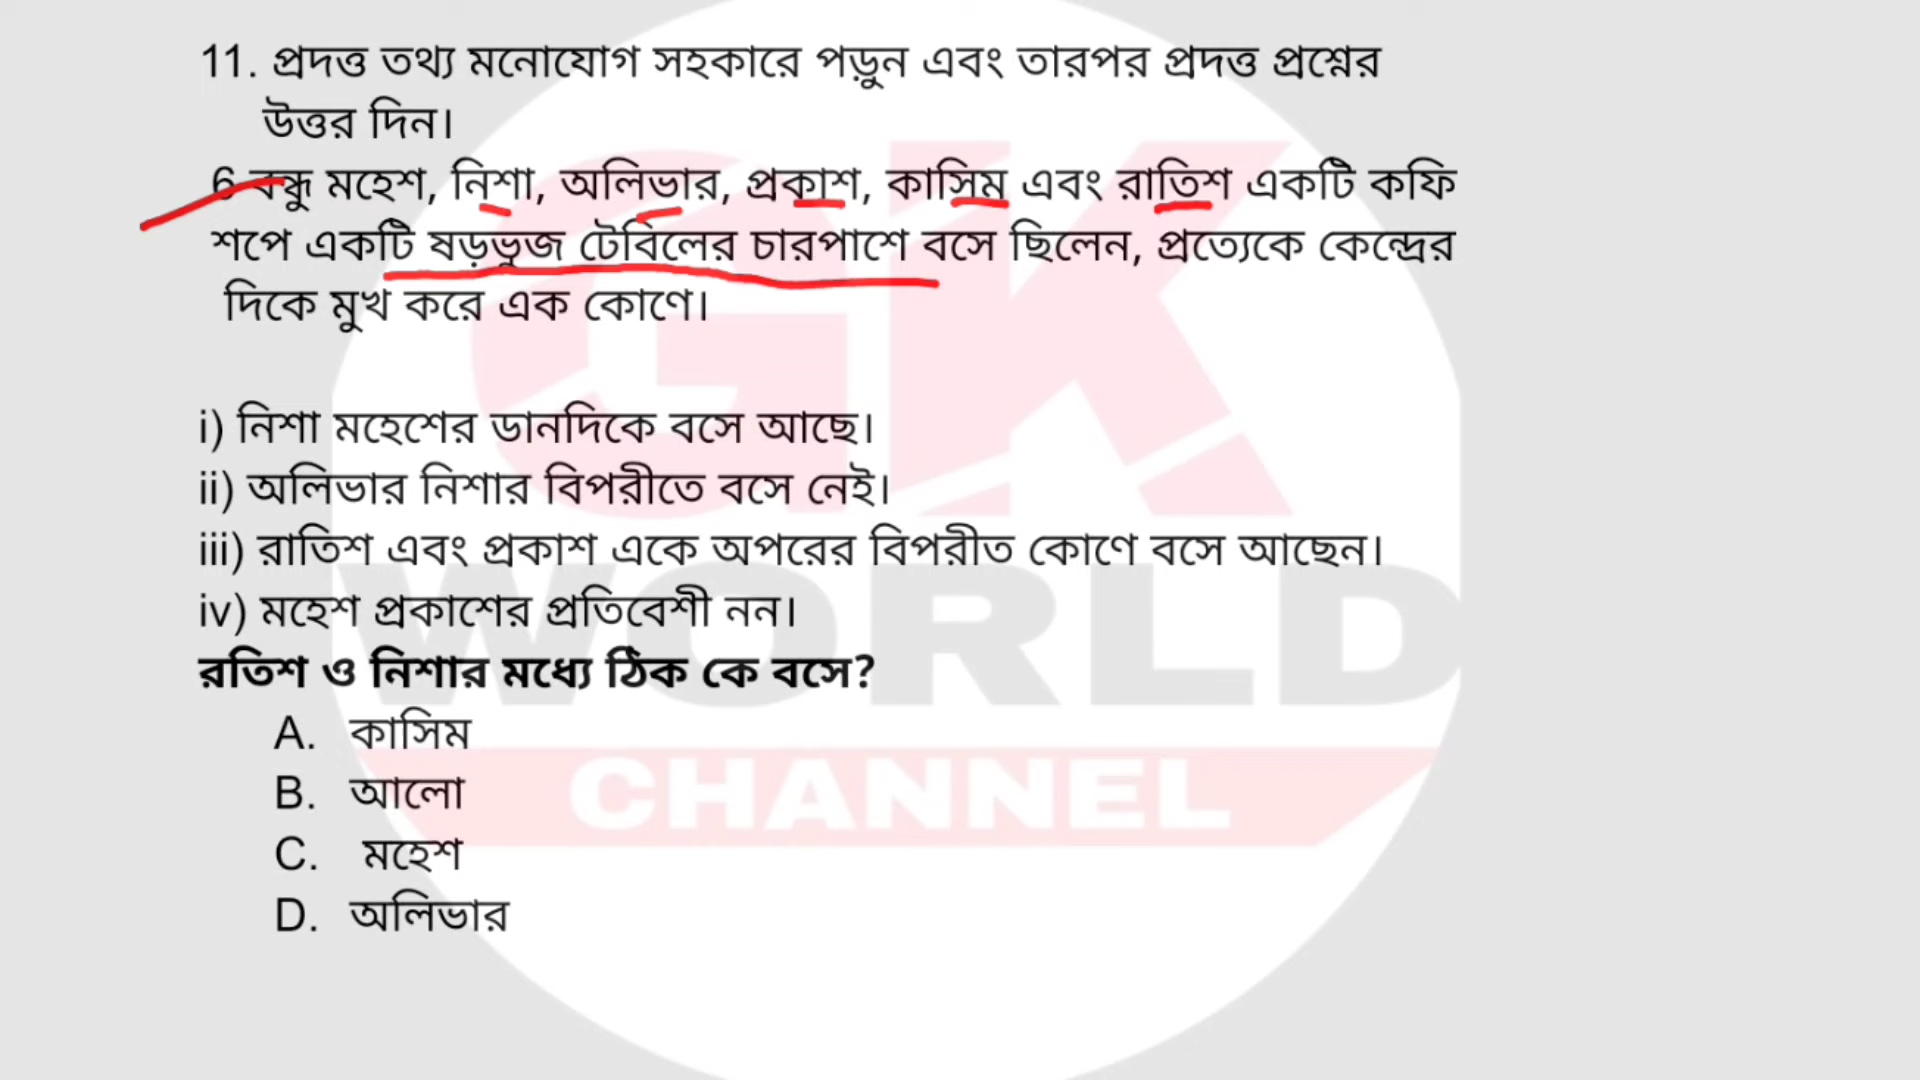 11. প্রদত্ত তথ্য মনোযোগ সহকারে পড়ুন এবং তারপর প্রদত্ত প্রশ্নের
উত্তর দিন।
6 বন্ধু মহেশ, নিশা, অলিভার, প্রকাশ, কাসিম এবং রাতিশ একটি কফি
শপে একটি ষড়ভুজ টেবিলের চারপাশে বসে ছিলেন, প্রত্যেকে কেন্দ্রের
দিকে মুখ করে এক কোণে।
i) নিশা মহেশের ডানদিকে বসে আছে।
ii) অলিভার নিশার বিপরীতে বসে নেই।
iii) রাতিশ এবং প্রকাশ একে অপরের বিপরীত কোণে বসে আছেন।
iv) মহেশ প্রকাশের প্রতিবেশী নন।
রতিশ ও নিশার মধ্যে ঠিক কে বসে?
A. কাসিম
B. আলো
C. মহেশ
D. অলিভার
GK
WORLD
CHANNEL